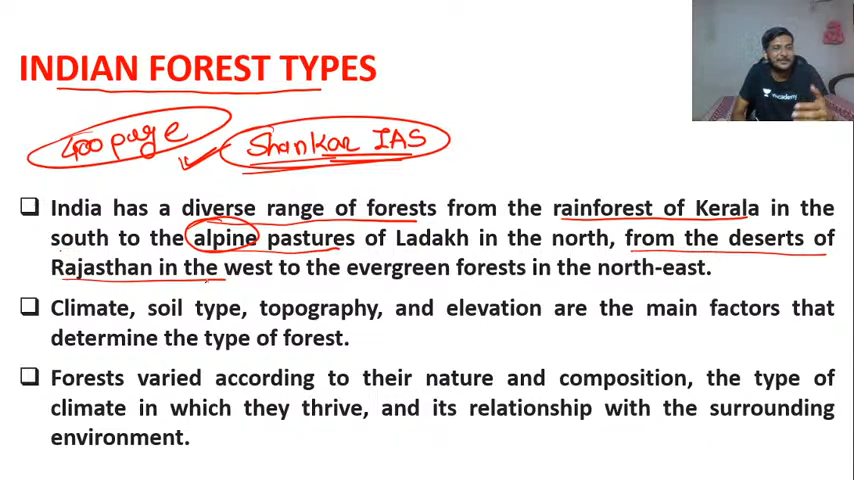 INDIAN FOREST TYPES
400 page Shankar IAS
India has a diverse range of forests from the rainforest of Kerala in the
south to the alpine pastures of Ladakh in the north, from the deserts of
Rajasthan in the west to the evergreen forests in the north-east.
Climate, soil type, topography, and elevation are the main factors that
determine the type of forest.
Forests varied according to their nature and composition, the type of
climate in which they thrive, and its relationship with the surrounding
environment.
unacademy